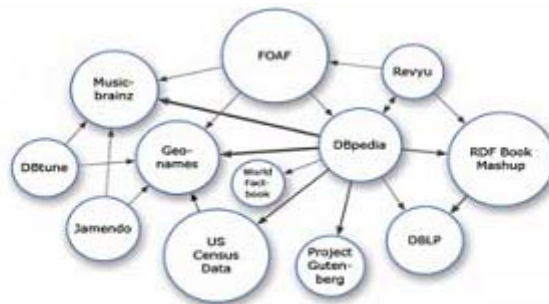 FOAF
Music-
brainz
Revyu
DBtune
Geo-
names
World
Fact-
book
DBpedia
RDF Book
Mashup
Jamendo
US
Census
Data
Project
Guten-
berg
DBLP